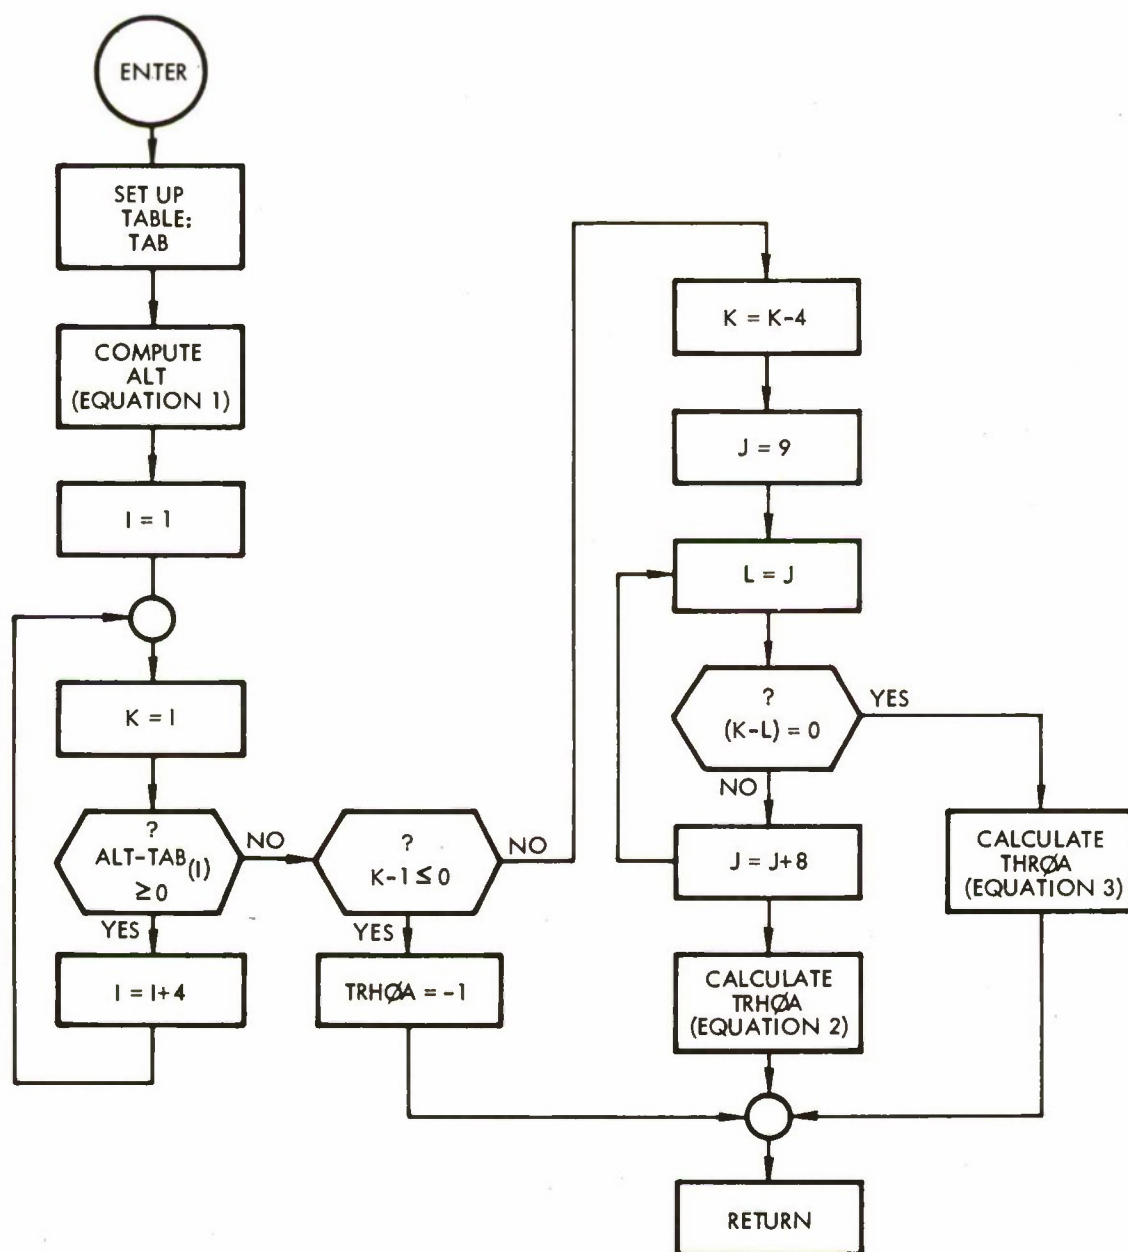 ENTER
SET UP
TABLE:
TAB
COMPUTE
ALT
(EQUATION 1)
I = 1
K = I
?
ALT-TAB(I)
≥ 0
NO
YES
I = I+4
?
K-1 ≤ 0
NO
YES
TRHØA = -1
K = K-4
J = 9
L = J
?
(K-L) = 0
YES
NO
J = J+8
CALCULATE
TRHØA
(EQUATION 2)
CALCULATE
THRØA
(EQUATION 3)
RETURN